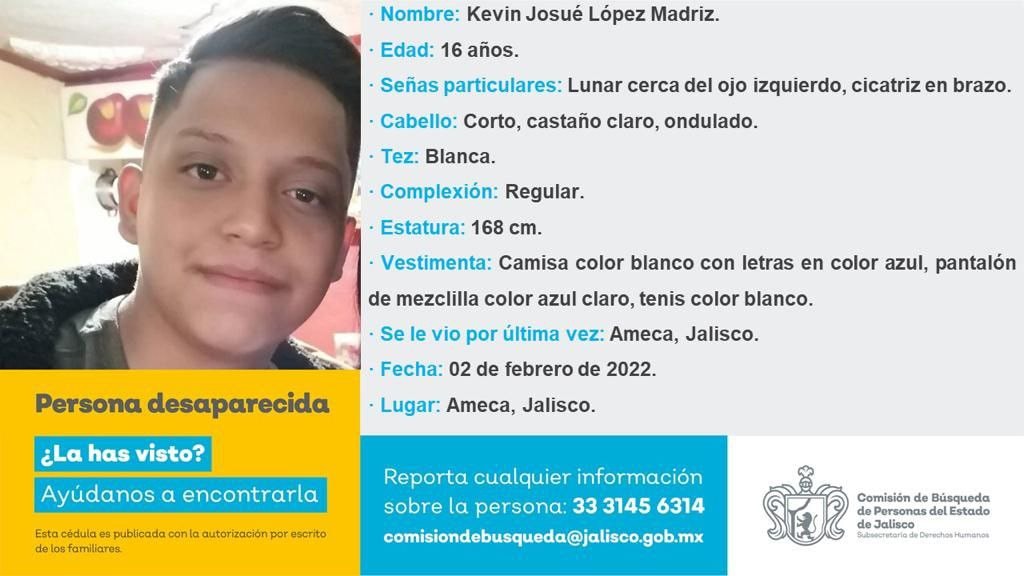 · Nombre: Kevin Josué López Madriz.
· Edad: 16 años.
· Señas particulares: Lunar cerca del ojo izquierdo, cicatriz en brazo.
· Cabello: Corto, castaño claro, ondulado.
· Tez: Blanca.
· Complexión: Regular.
· Estatura: 168 cm.
· Vestimenta: Camisa color blanco con letras en color azul, pantalón
de mezclilla color azul claro, tenis color blanco.
· Se le vio por última vez: Ameca, Jalisco.
· Fecha: 02 de febrero de 2022.
· Lugar: Ameca, Jalisco.
Persona desaparecida
¿La has visto?
Ayúdanos a encontrarla
Esta cédula es publicada con la autorización por escrito
de los familiares.
Reporta cualquier información
sobre la persona: 33 3145 6314
comisiondebusqueda@jalisco.gob.mx
Comisión de Búsqueda
de Personas del Estado
de Jalisco
Subsecretaría de Derechos Humanos